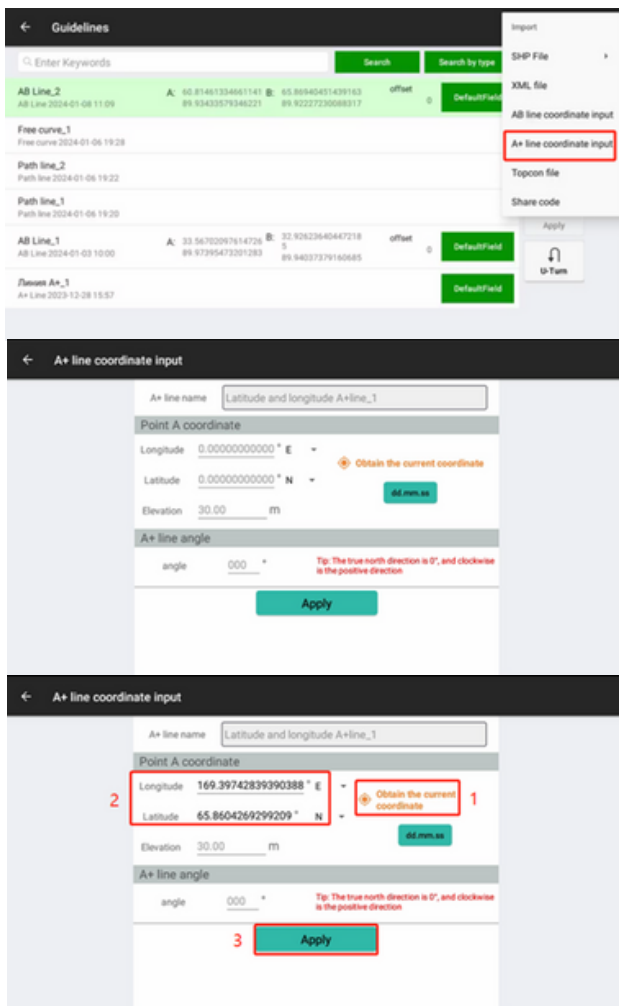 Guidelines
Import
Enter Keywords
Search
Search by type
SHP File
XML file
AB line coordinate input
A+ line coordinate input
Topcon file
Share code
Apply
U-Turn
AB Line_2
AB Line 2024-01-08 11:09
A: 60.81461334661141 B: 65.86940451439163 offset
89.93433579346221 89.92227230088317 0
DefaultField
Free curve_1
Free curve 2024-01-06 19:28
Path line_2
Path line 2024-01-06 19:22
Path line_1
Path line 2024-01-06 19:20
AB Line_1
AB Line 2024-01-03 10:00
A: 33.56702097614726 B: 32.92623640447218 offset
5
89.97395473201283 89.94037379160685 0
DefaultField
Линия A+_1
A+ Line 2023-12-28 15:57
DefaultField
A+ line coordinate input
A+ line name Latitude and longitude A+line_1
Point A coordinate
Longitude 0.00000000000 ° E
Obtain the current coordinate
Latitude 0.00000000000 ° N
dd.mm.ss
Elevation 30.00 m
A+ line angle
angle 000 °
Tip: The true north direction is 0°, and clockwise
is the positive direction
Apply
A+ line coordinate input
A+ line name Latitude and longitude A+line_1
Point A coordinate
2
Longitude 169.39742839390388 ° E
Obtain the current
coordinate
1
Latitude 65.8604269299209 ° N
dd.mm.ss
Elevation 30.00 m
A+ line angle
angle 000 °
Tip: The true north direction is 0°, and clockwise
is the positive direction
3
Apply